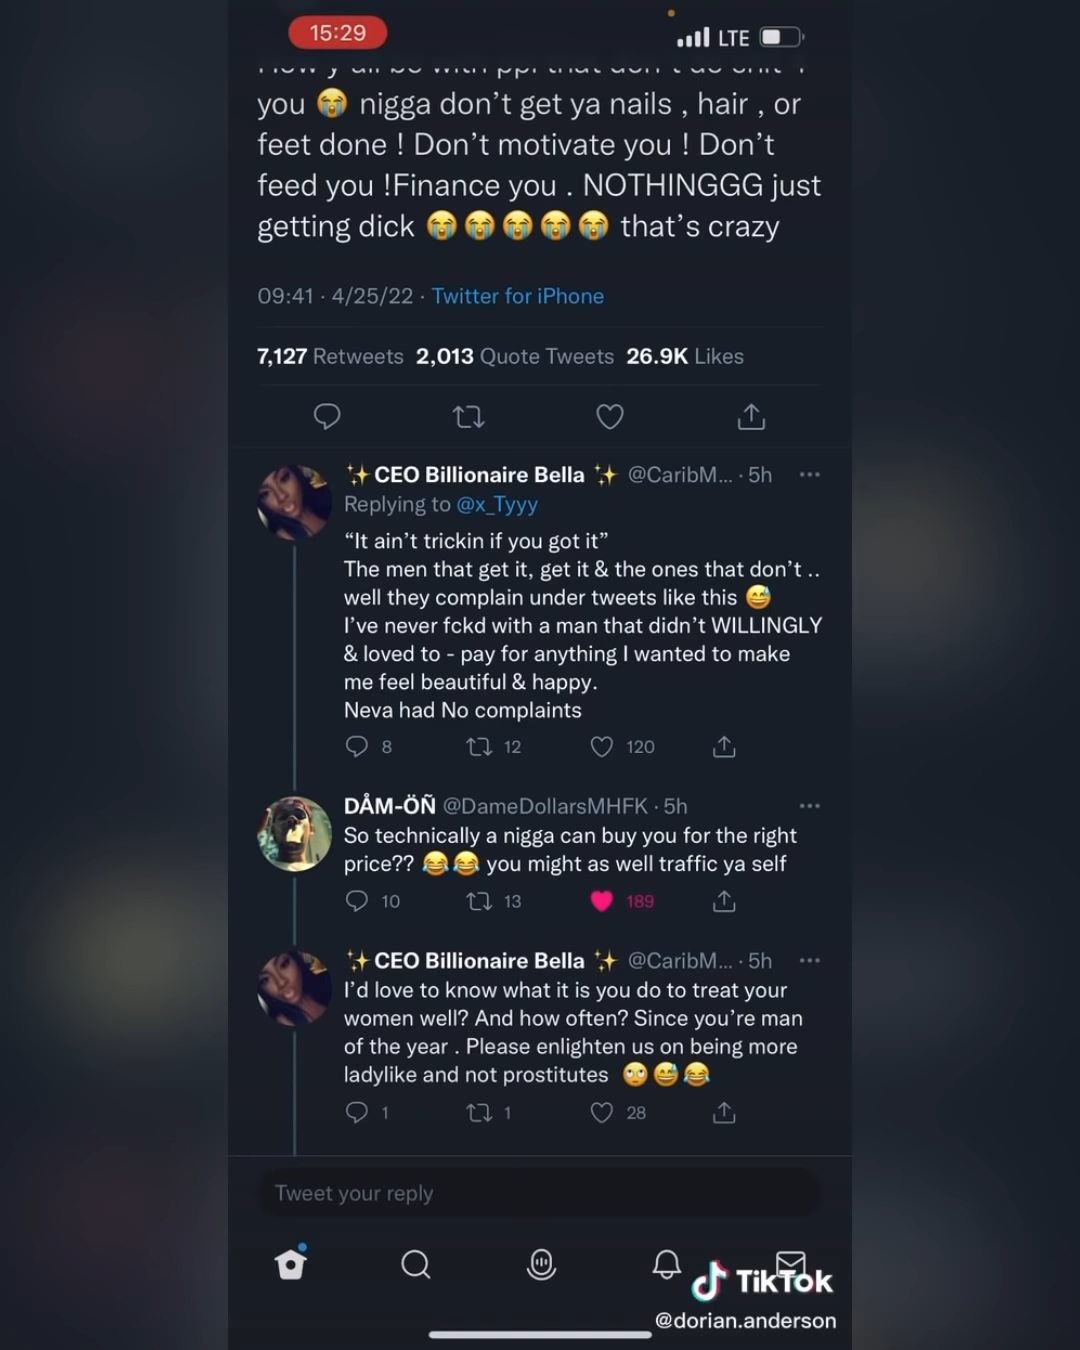 15:29
LTE
you 😭 nigga don't get ya nails , hair , or
feet done ! Don't motivate you ! Don't
feed you !Finance you . NOTHINGGG just
getting dick 😭😭😭😭😭 that's crazy
09:41 · 4/25/22 · Twitter for iPhone
7,127 Retweets 2,013 Quote Tweets 26.9K Likes
✨CEO Billionaire Bella ✨ @CaribM... · 5h
Replying to @x_Tyyy
“It ain't trickin if you got it”
The men that get it, get it & the ones that don't ..
well they complain under tweets like this 😅
I've never fckd with a man that didn't WILLINGLY
& loved to - pay for anything I wanted to make
me feel beautiful & happy.
Neva had No complaints
8 12 120
DÅM-ÖÑ @DameDollarsMHFK · 5h
So technically a nigga can buy you for the right
price?? 😂😂 you might as well traffic ya self
10 13 189
✨CEO Billionaire Bella ✨ @CaribM... · 5h
I'd love to know what it is you do to treat your
women well? And how often? Since you're man
of the year . Please enlighten us on being more
ladylike and not prostitutes 🙄😅😂
1 1 28
Tweet your reply
TikTok
@dorian.anderson